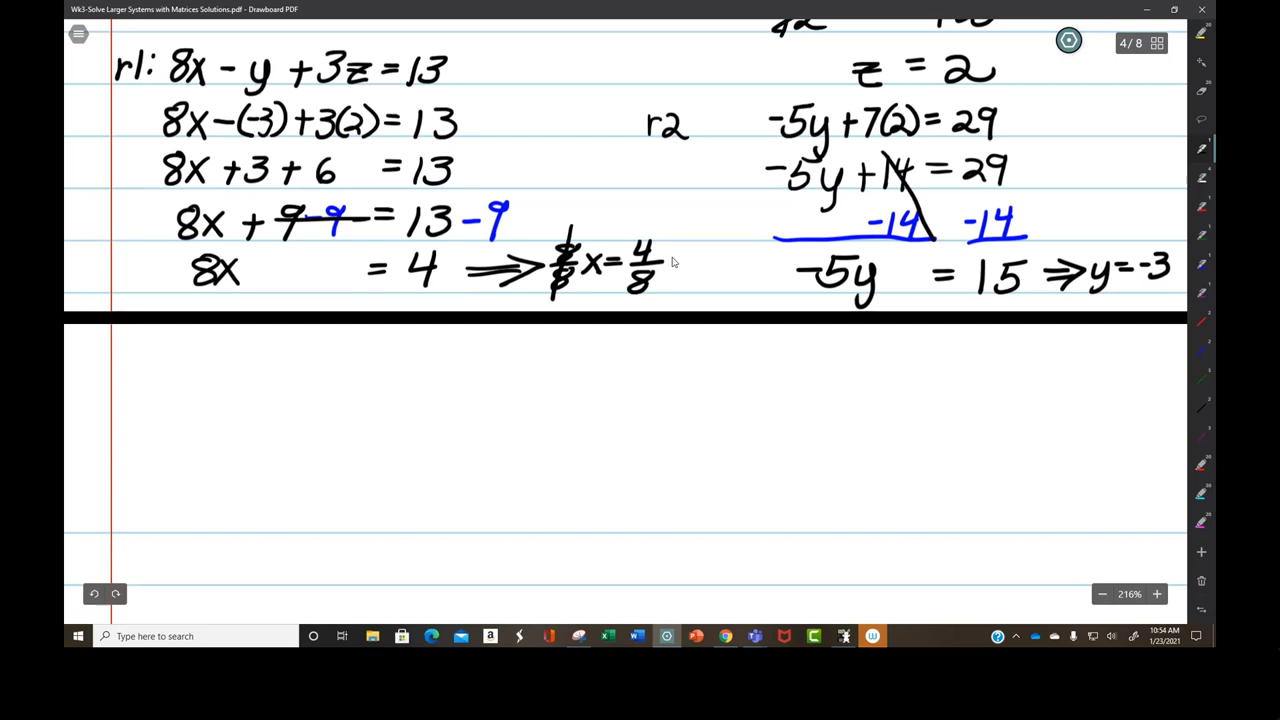 Wk3-Solve Larger Systems with Matrices Solutions.pdf - Drawboard PDF
4 / 8
r1: 8x - y + 3z = 13
8x - (-3) + 3(2) = 13
8x + 3 + 6 = 13
8x + 9 - 9 = 13 - 9
8x = 4 ⟹ 8/8 1 x = 4/8
z = 2
r2 -5y + 7(2) = 29
-5y + 14 = 29
-14 -14
-5y = 15 ⟹ y = -3
216%
Type here to search
10:54 AM
1/23/2021